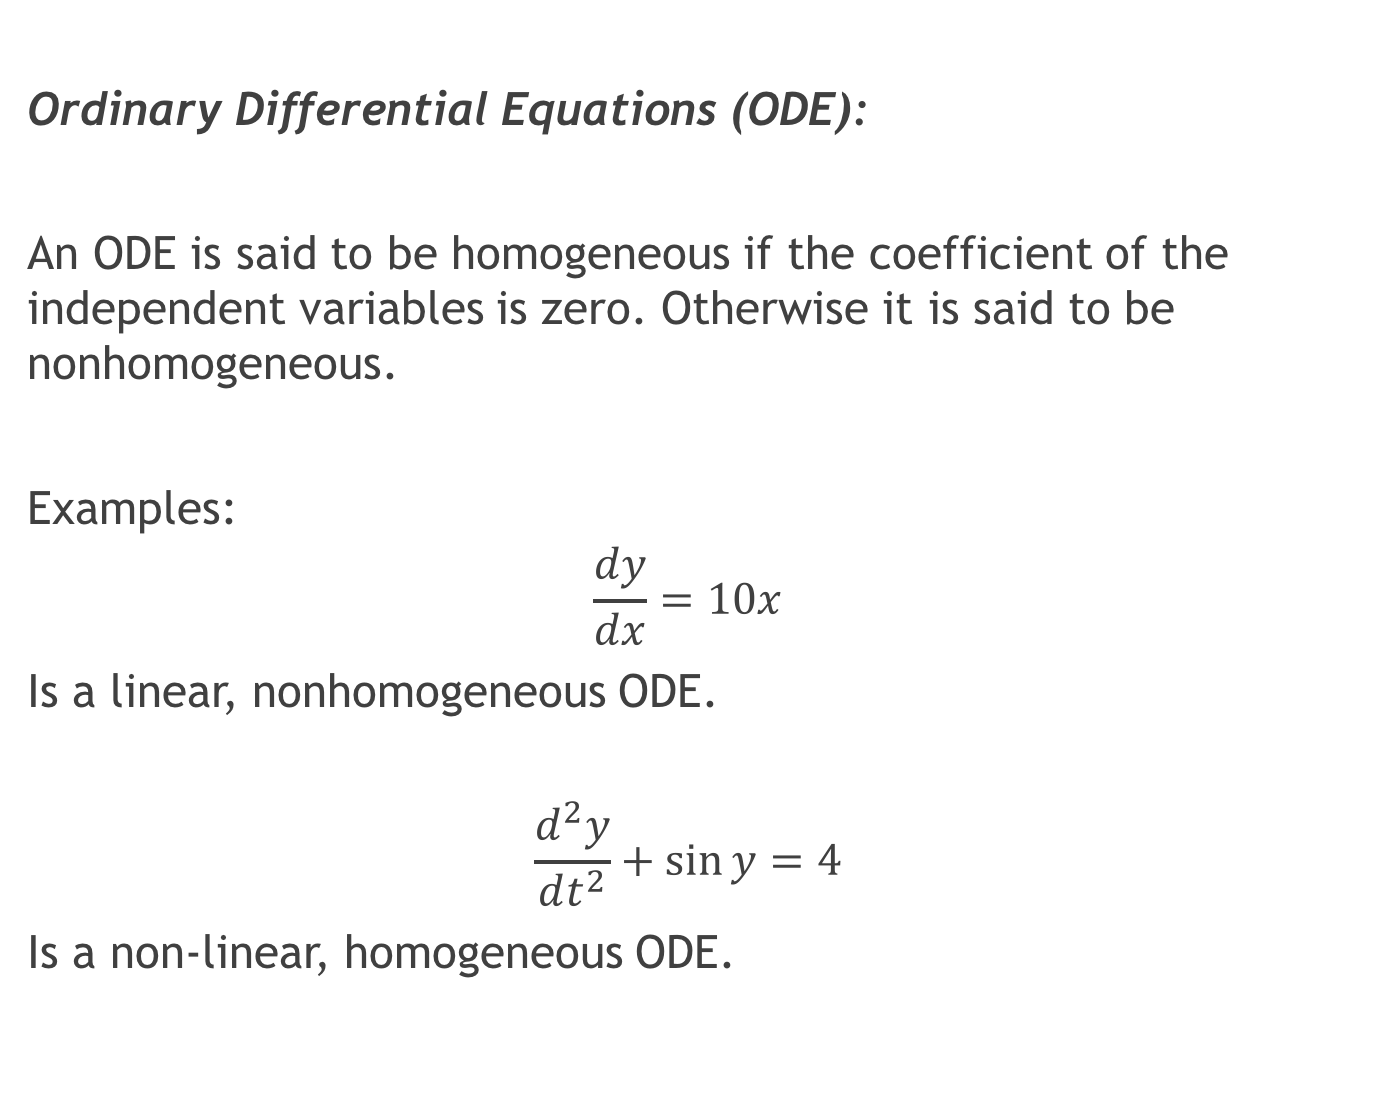 Ordinary Differential Equations (ODE):
An ODE is said to be homogeneous if the coefficient of the
independent variables is zero. Otherwise it is said to be
nonhomogeneous.
Examples:
dy/dx = 10x
Is a linear, nonhomogeneous ODE.
d²y/dt² + sin y = 4
Is a non-linear, homogeneous ODE.